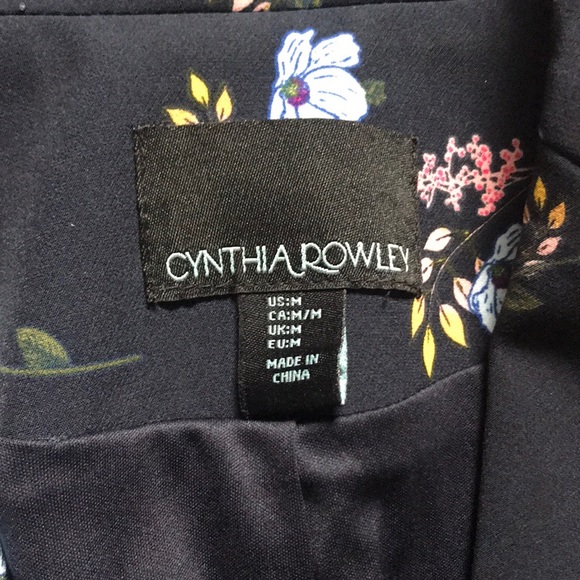 CYNTHIA ROWLEY
US:M
CA:M/M
UK:M
EU:M
MADE IN
CHINA